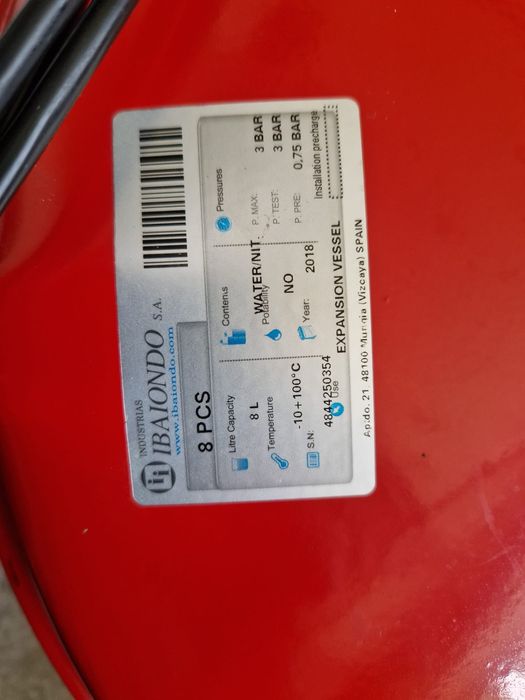 INDUSTRIAS
IBAIONDO S.A.
www.ibaiondo.com
8 PCS
Litre Capacity
8 L
Temperature
-10+100°C
S.N:
4844250354
Use
EXPANSION VESSEL
Contents
WATER/NIT.
Potability
NO
Year:
2018
Pressures
P. MAX: 3 BAR
P. TEST: 3 BAR
P. PRE: 0,75 BAR
Installation precharge
Apdo. 21 48100 (Vizcaya) SPAIN